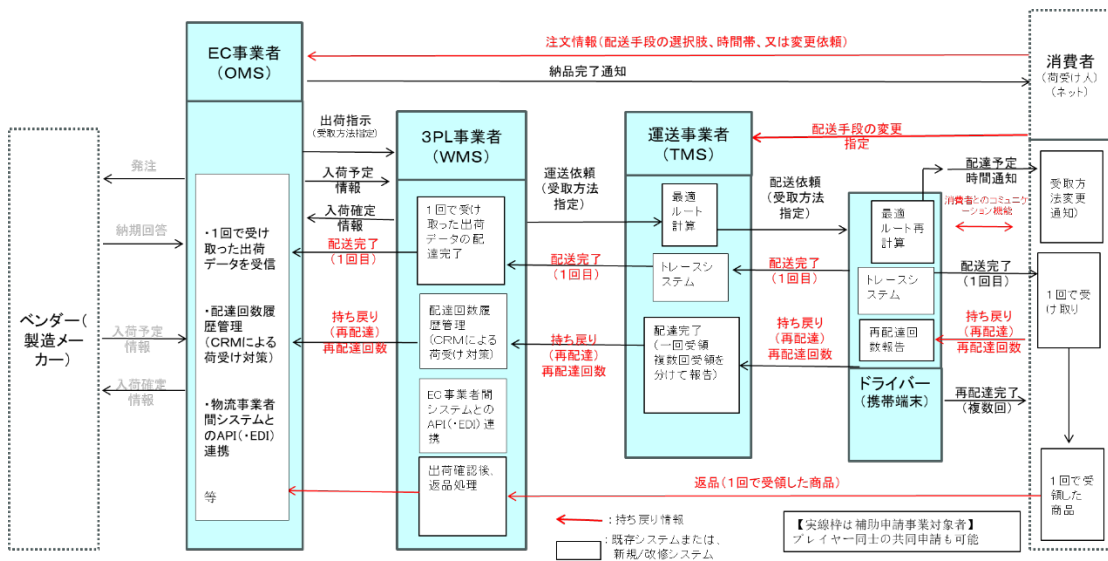 EC事業者
(OMS)
注文情報(配送手段の選択肢、時間帯、又は変更依頼)
納品完了通知
消費者
(荷受け人)
(ネット)
出荷指示
(受取方法指定)
3PL事業者
(WMS)
運送事業者
(TMS)
配送手段の変更
指定
発注
入荷予定
情報
入荷確定
情報
運送依頼
(受取方法
指定)
配送依頼
(受取方法
指定)
配達予定
時間通知
受取方
法変更
通知)
消費者とのコミュニケ
ーション機能
最適
ルート
計算
最適
ルート再
計算
1回で受け
取った出荷
データの配
達完了
納期回答
・1回で受け
取った出荷
データを受信
配送完了
(1回目)
配送完了
(1回目)
トレースシ
ステム
配送完了
(1回目)
トレースシ
ステム
配送完了
(1回目)
1回で受
け取り
ベンダー(
製造メー
カー)
入荷予定
情報
・配達回数履
歴管理
(CRMによる
荷受け対策)
持ち戻り
(再配達)
再配達回数
配達回数履
歴管理
(CRMによる
荷受け対策)
持ち戻り
(再配達)
再配達回数
配達完了
(一回受領
複数回受領を
分けて報告)
持ち戻り
(再配達)
再配達回数
再配達回
数報告
持ち戻り
(再配達)
再配達回数
入荷確定
情報
・物流事業者
間システムと
のAPI(・EDI)
連携
等
EC事業者間
システムとの
API(・EDI)連
携
ドライバー
(携帯端末)
再配達完了
(複数回)
出荷確認後、
返品処理
返品(1回で受領した商品)
1回で受
領した
商品
:持ち戻り情報
:既存システムまたは、
新規/改修システム
【実線枠は補助申請事業対象者】
プレイヤー同士の共同申請も可能